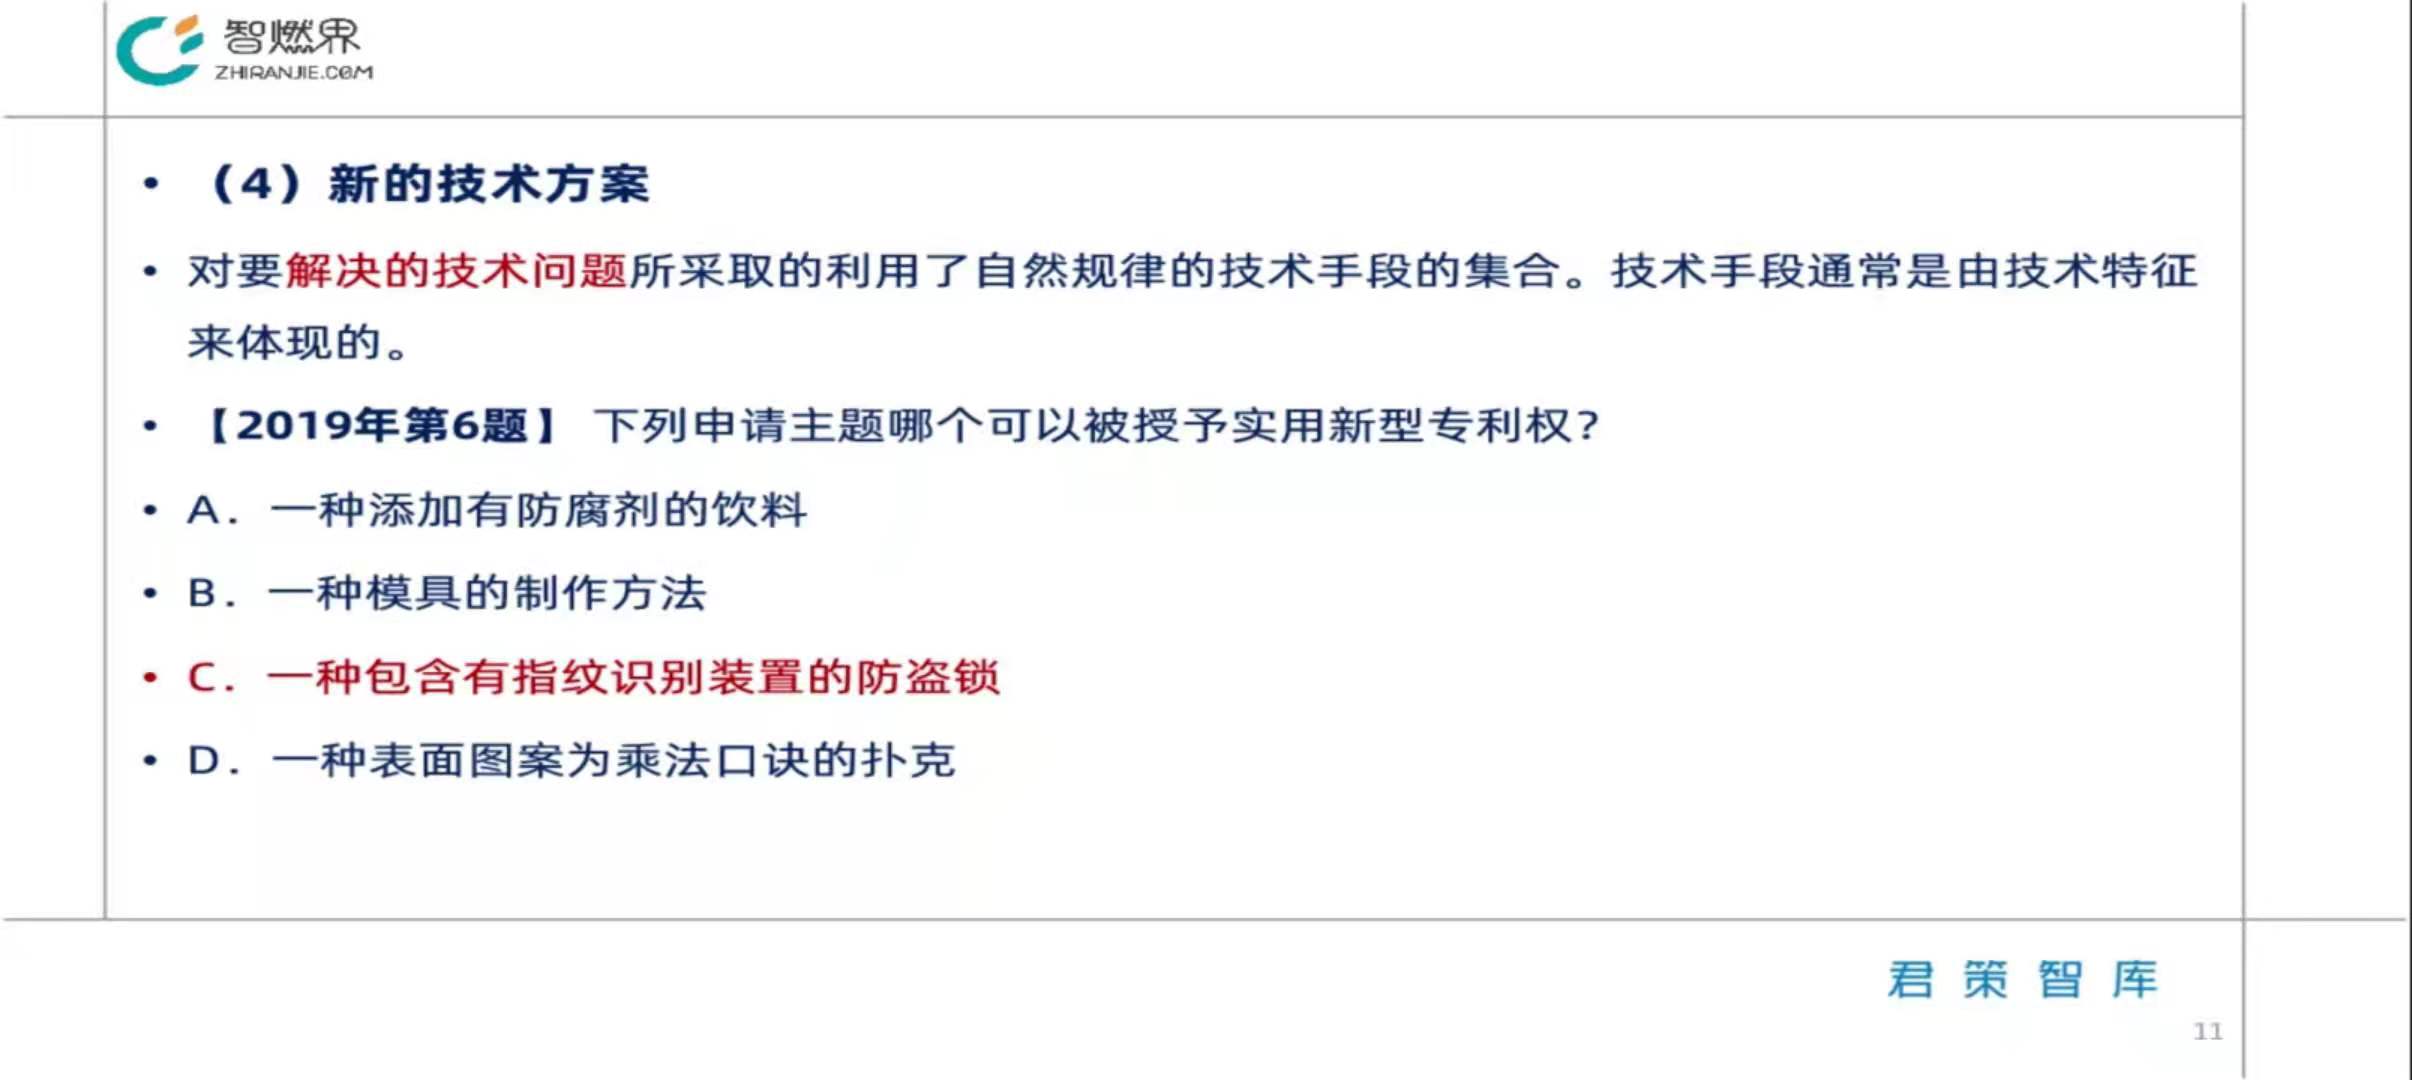 智燃界
ZHIRANJIE.COM
• （4）新的技术方案
• 对要解决的技术问题所采取的利用了自然规律的技术手段的集合。技术手段通常是由技术特征
来体现的。
• 【2019年第6题】 下列申请主题哪个可以被授予实用新型专利权？
• A．一种添加有防腐剂的饮料
• B．一种模具的制作方法
• C．一种包含有指纹识别装置的防盗锁
• D．一种表面图案为乘法口诀的扑克
君策智库
11